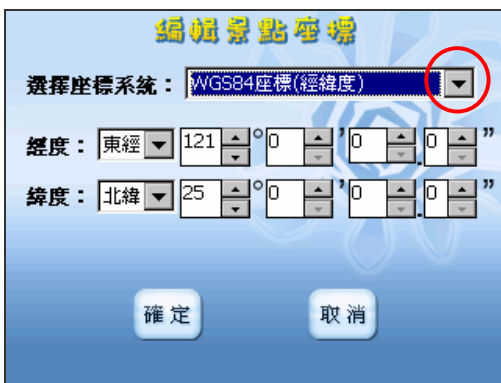 編輯景點座標
選擇座標系統： WGS84座標(經緯度)
經度： 東經 121 ° 0 ’ 0 . 0 ”
緯度： 北緯 25 ° 0 ’ 0 . 0 ”
確定 取消